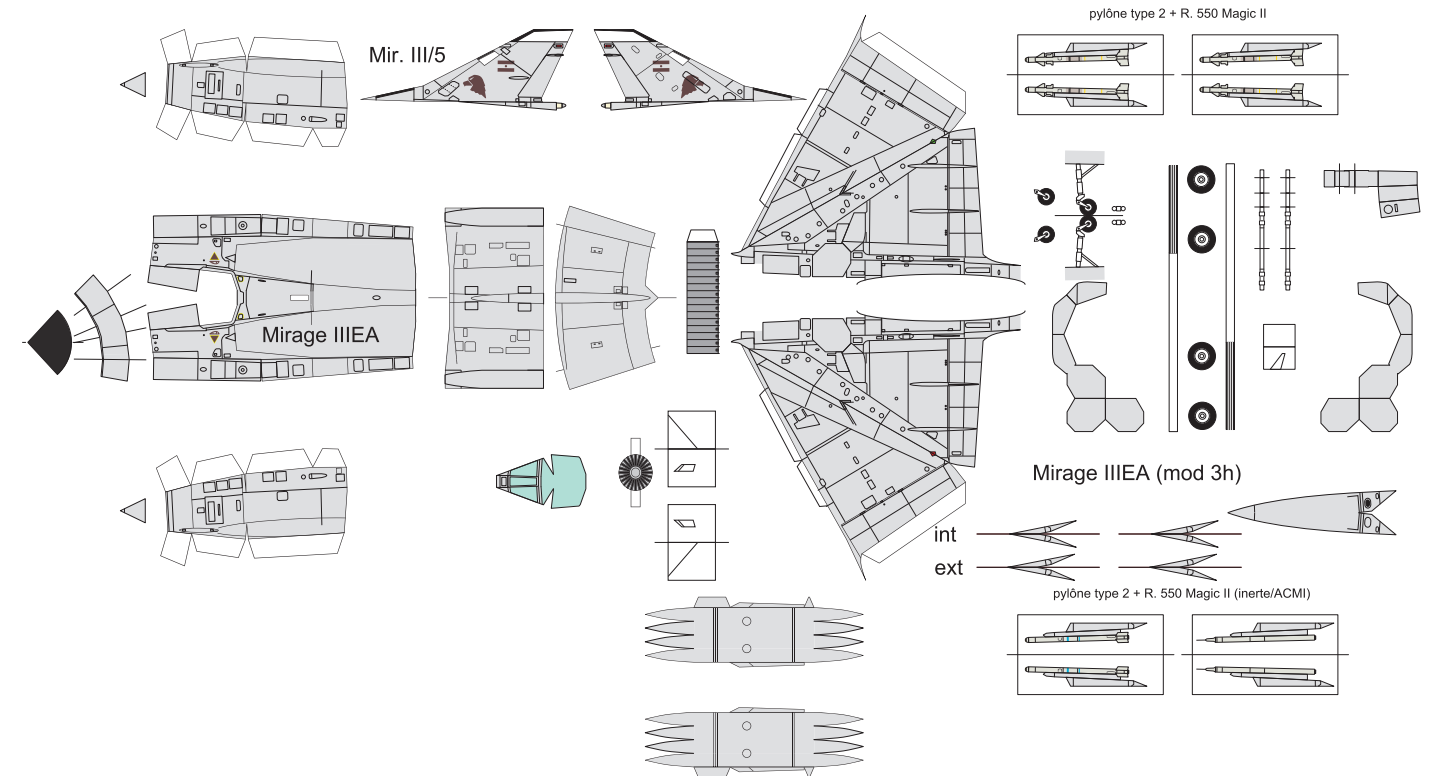 pylône type 2 + R. 550 Magic II
Mir. III/5
Mirage IIIEA
Mirage IIIEA (mod 3h)
int
ext
pylône type 2 + R. 550 Magic II (inerte/ACMI)